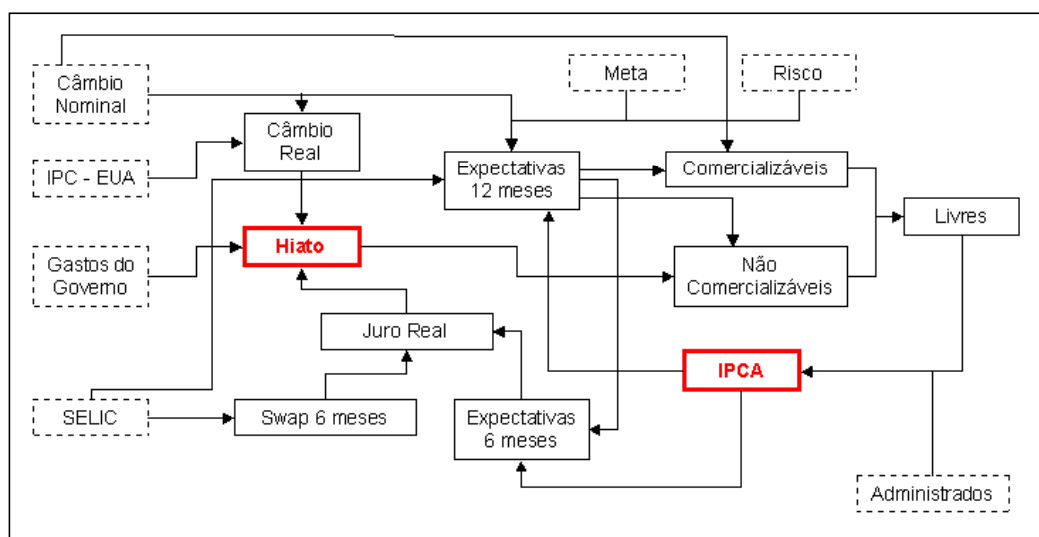 Câmbio
Nominal
Meta
Risco
Câmbio
Real
IPC - EUA
Expectativas
12 meses
Comercializáveis
Livres
Hiato
Gastos do
Governo
Não
Comercializáveis
Juro Real
IPCA
SELIC
Swap 6 meses
Expectativas
6 meses
Administrados